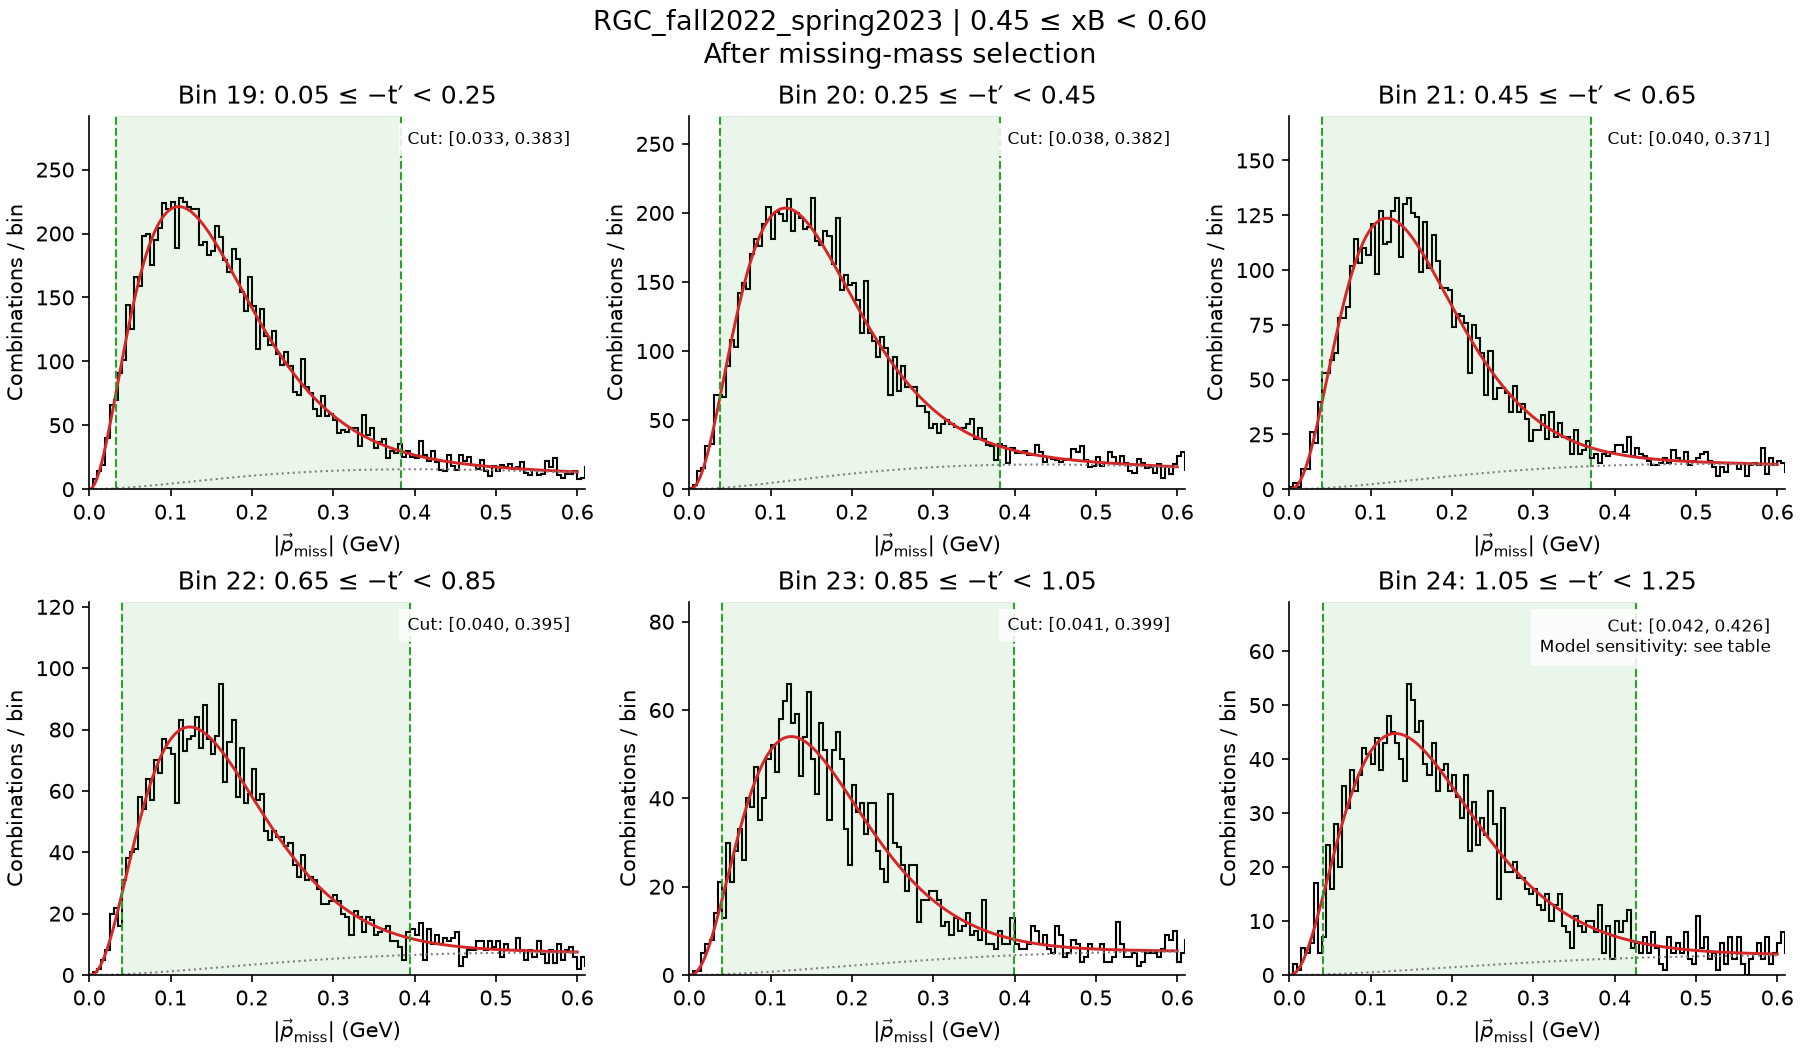 RGC_fall2022_spring2023 | 0.45 ≤ xB < 0.60
After missing-mass selection
Bin 19: 0.05 ≤ −t′ < 0.25
Cut: [0.033, 0.383]
Combinations / bin
250
200
150
100
50
0
0.0 0.1 0.2 0.3 0.4 0.5 0.6
|p⃗miss| (GeV)
Bin 20: 0.25 ≤ −t′ < 0.45
Cut: [0.038, 0.382]
Combinations / bin
250
200
150
100
50
0
0.0 0.1 0.2 0.3 0.4 0.5 0.6
|p⃗miss| (GeV)
Bin 21: 0.45 ≤ −t′ < 0.65
Cut: [0.040, 0.371]
Combinations / bin
150
125
100
75
50
25
0
0.0 0.1 0.2 0.3 0.4 0.5 0.6
|p⃗miss| (GeV)
Bin 22: 0.65 ≤ −t′ < 0.85
Cut: [0.040, 0.395]
Combinations / bin
120
100
80
60
40
20
0
0.0 0.1 0.2 0.3 0.4 0.5 0.6
|p⃗miss| (GeV)
Bin 23: 0.85 ≤ −t′ < 1.05
Cut: [0.041, 0.399]
Combinations / bin
80
60
40
20
0
0.0 0.1 0.2 0.3 0.4 0.5 0.6
|p⃗miss| (GeV)
Bin 24: 1.05 ≤ −t′ < 1.25
Cut: [0.042, 0.426]
Model sensitivity: see table
Combinations / bin
60
50
40
30
20
10
0
0.0 0.1 0.2 0.3 0.4 0.5 0.6
|p⃗miss| (GeV)